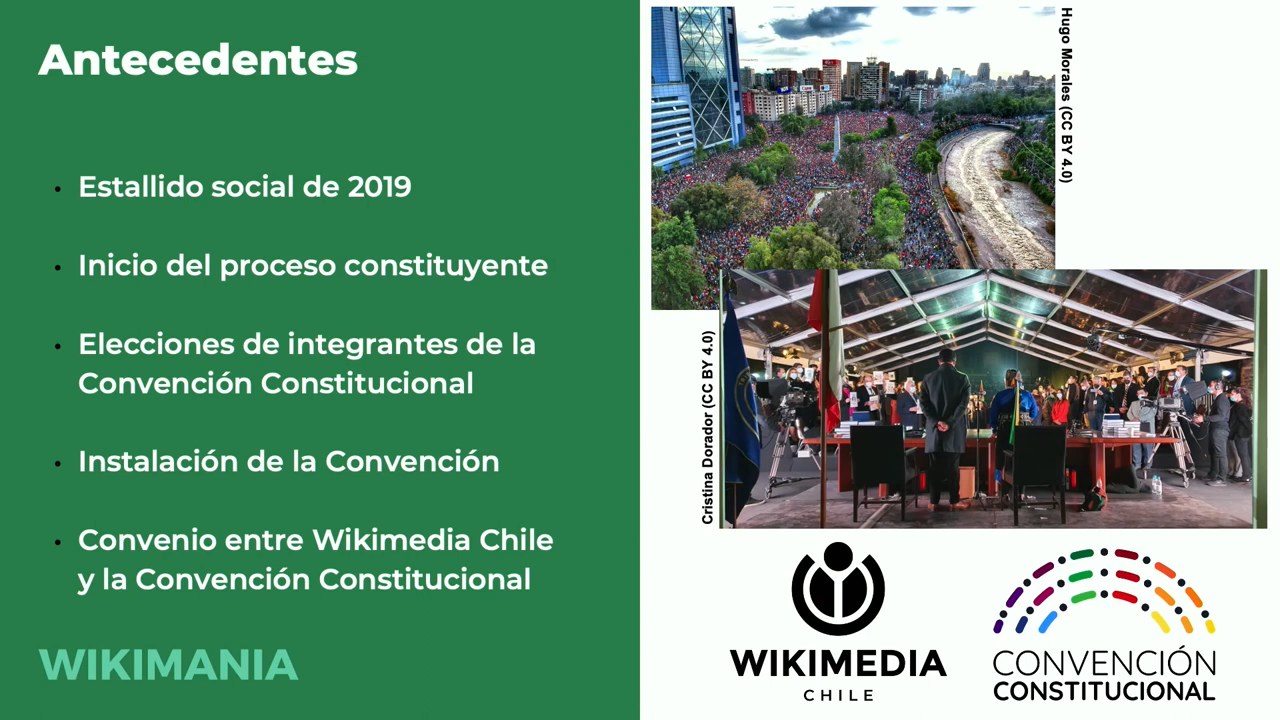 Antecedentes
Estallido social de 2019
Inicio del proceso constituyente
Elecciones de integrantes de la
Convención Constitucional
Instalación de la Convención
Convenio entre Wikimedia Chile
y la Convención Constitucional
WIKIMANIA
Hugo Morales (CC BY 4.0)
Cristina Dorador (CC BY 4.0)
WIKIMEDIA
CHILE
CONVENCIÓN
CONSTITUCIONAL